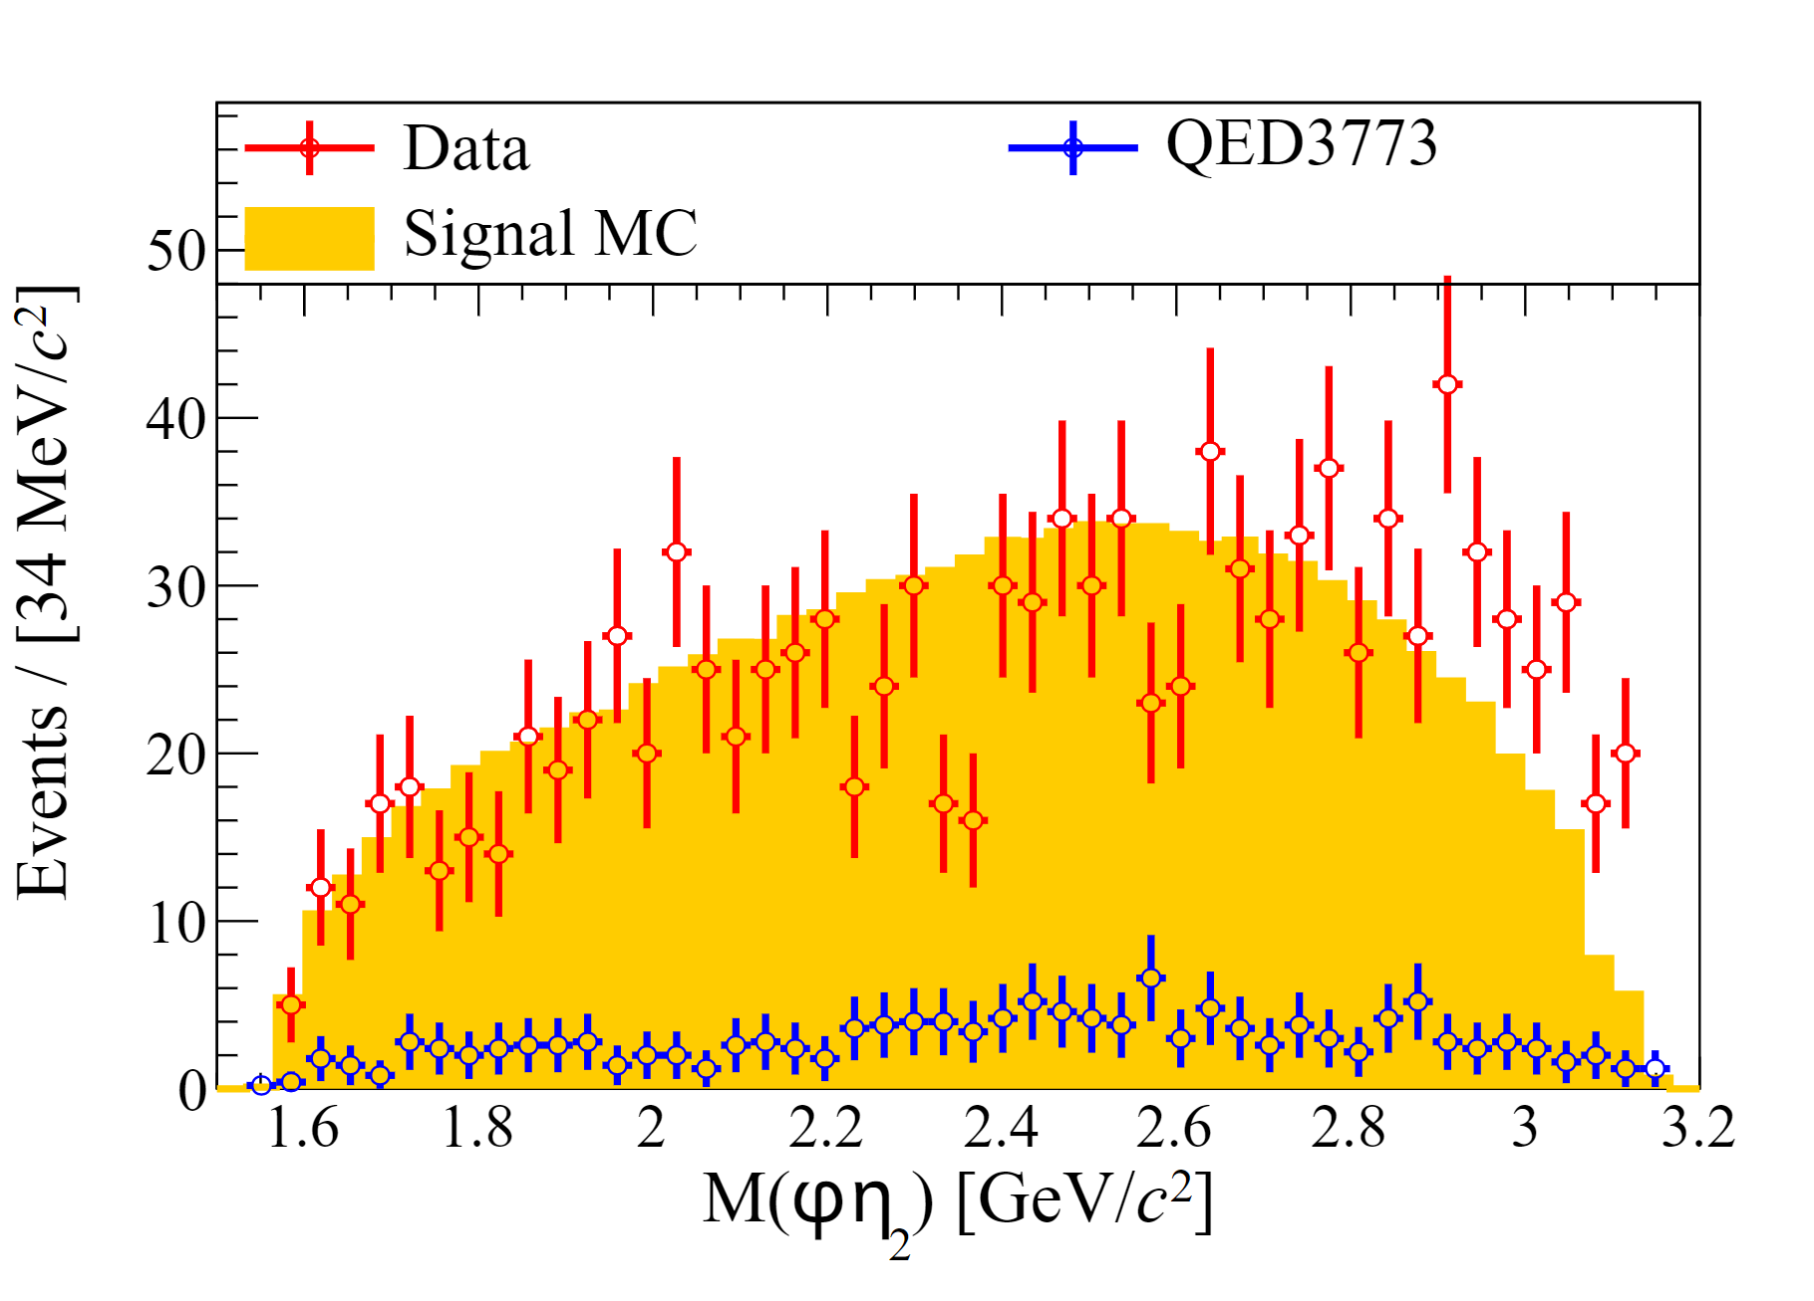 Data
QED3773
Signal MC
Events / [34 MeV/c²]
50
40
30
20
10
0
1.6 1.8 2 2.2 2.4 2.6 2.8 3 3.2
M(φη₂) [GeV/c²]